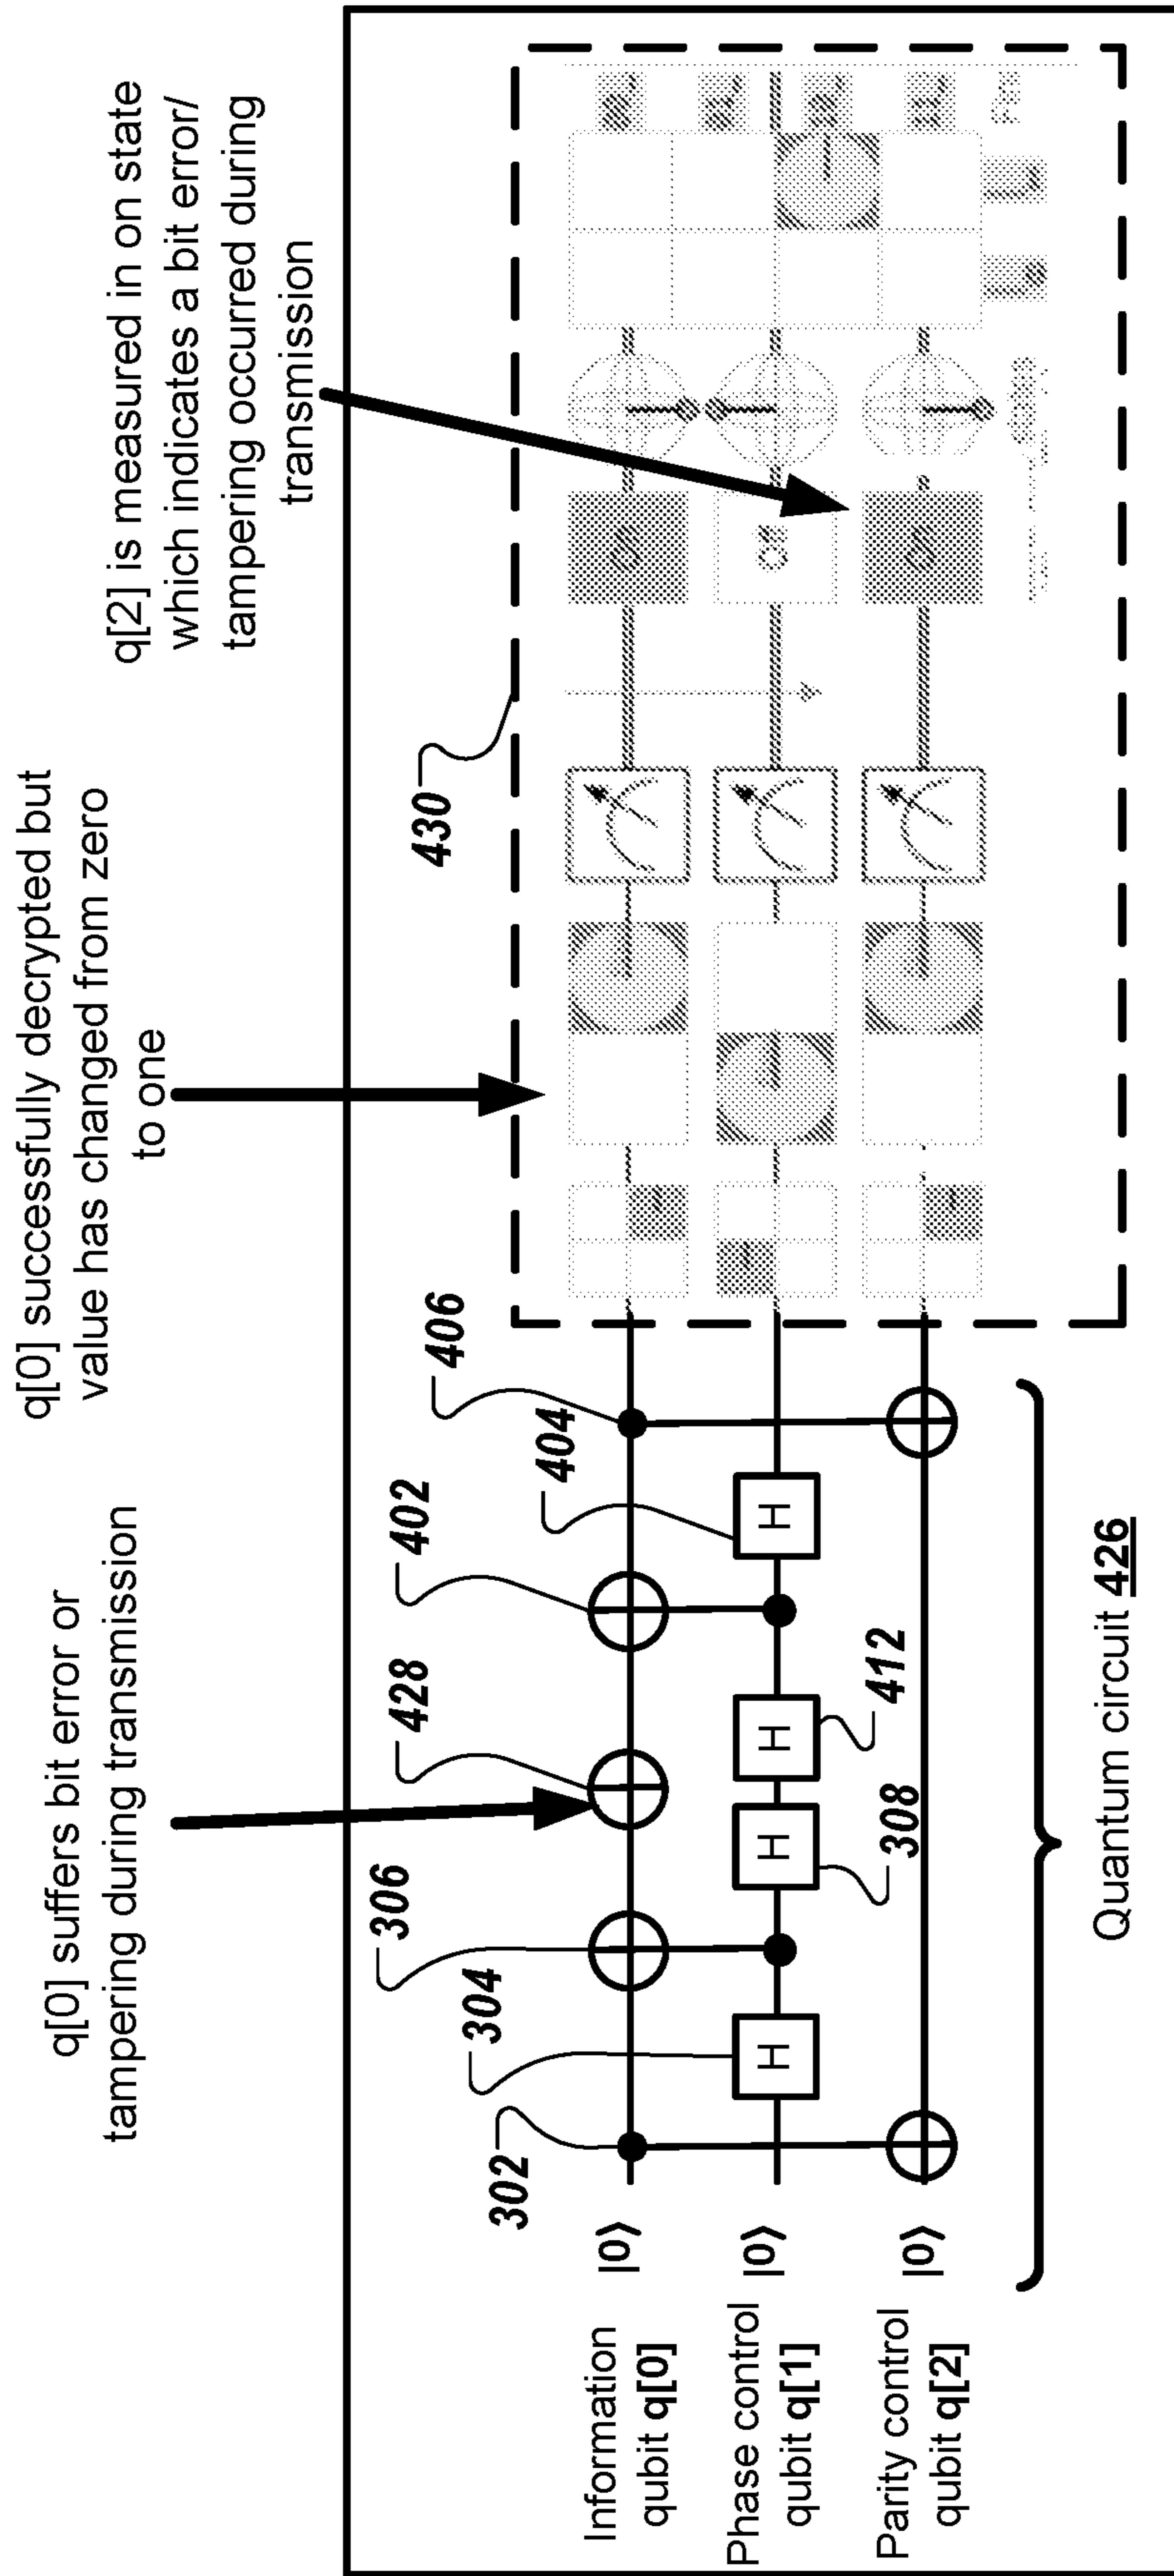 q[0] suffers bit error or
tampering during transmission
q[0] successfully decrypted but
value has changed from zero
to one
q[2] is measured in on state
which indicates a bit error/
tampering occurred during
transmission
302
304
306
428
402
404
406
430
Information
qubit q[0]
|0⟩
Phase control
qubit q[1]
|0⟩
H
H
H
H
308
412
Off
Parity control
qubit q[2]
|0⟩
Quantum circuit 426